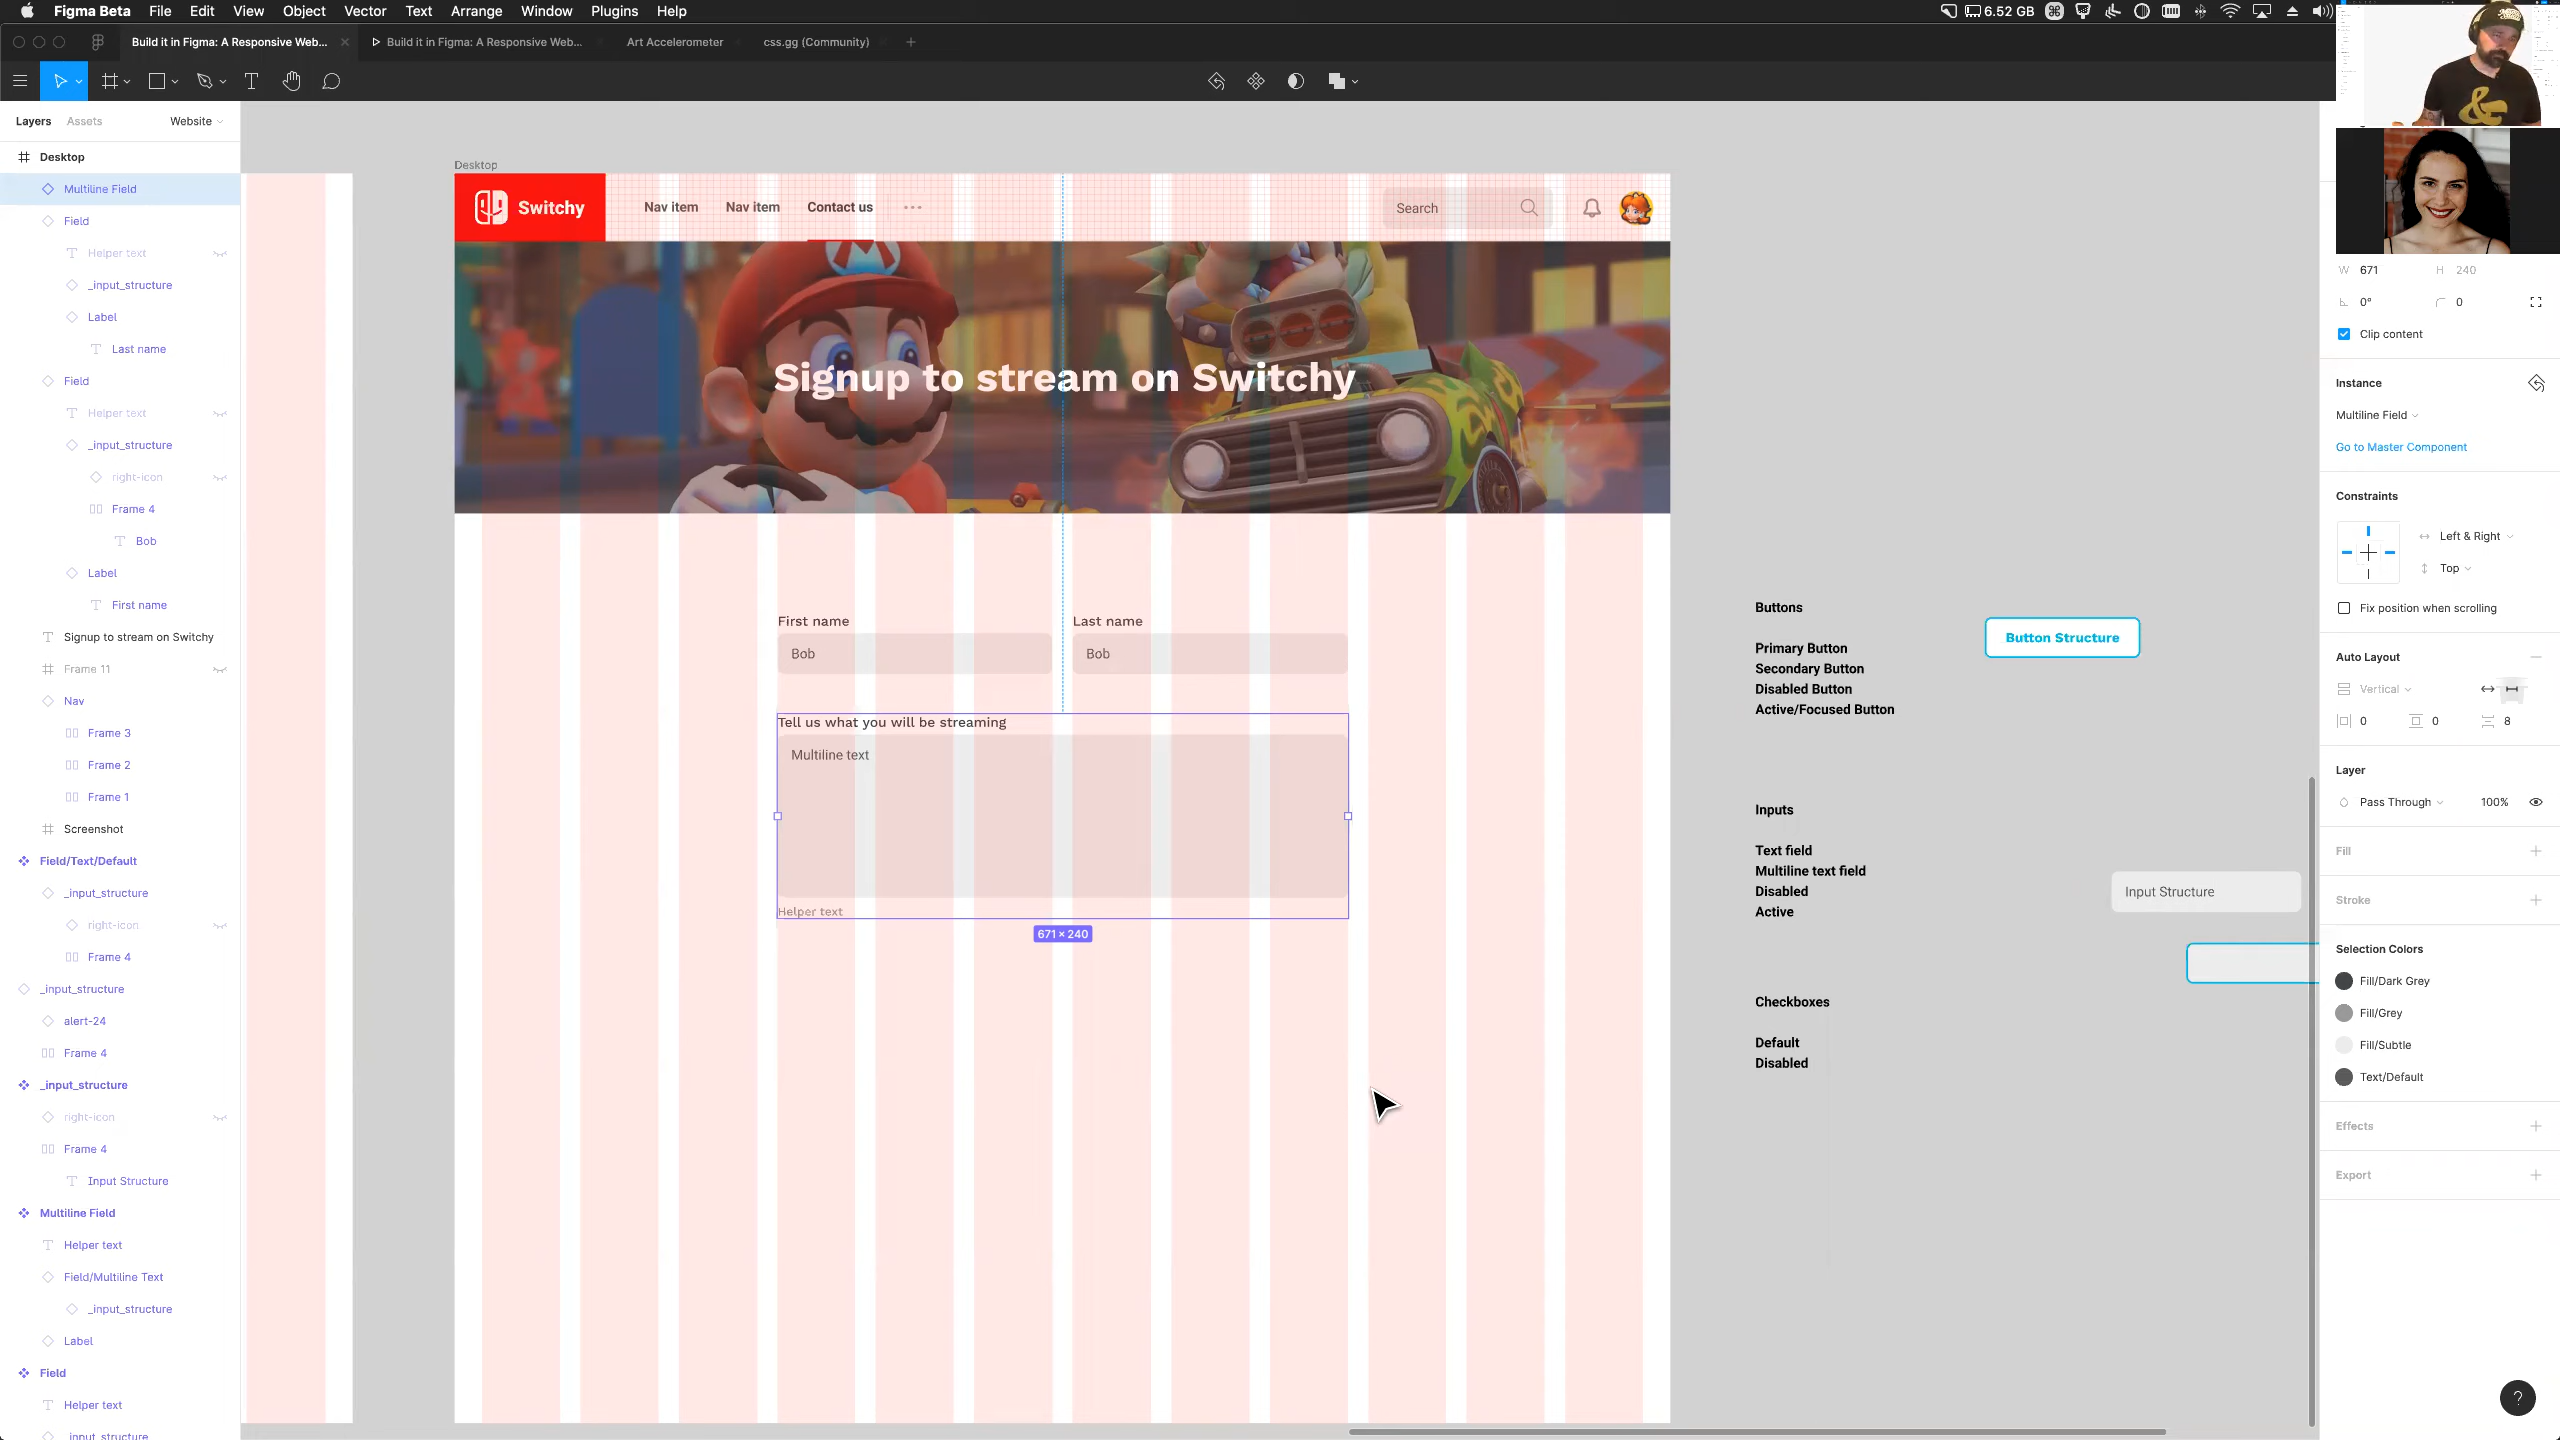 Figma Beta File Edit View Object Vector Text Arrange Window Plugins Help 6.52 GB
Build it in Figma: A Responsive Web... Build it in Figma: A Responsive Web... Art Accelerometer css.gg (Community)
Layers Assets Website
Desktop
Multiline Field
Field
Helper text
_input_structure
Label
Last name
Field
Helper text
_input_structure
right-icon
Frame 4
Bob
Label
First name
Signup to stream on Switchy
Frame 11
Nav
Frame 3
Frame 2
Frame 1
Screenshot
Field/Text/Default
_input_structure
right-icon
Frame 4
_input_structure
alert-24
Frame 4
_input_structure
right-icon
Frame 4
Input Structure
Multiline Field
Helper text
Field/Multiline Text
_input_structure
Label
Field
Helper text
_input_structure
Desktop
Switchy Nav item Nav item Contact us Search
Signup to stream on Switchy
First name Last name
Bob Bob
Tell us what you will be streaming
Multiline text
Helper text
671 × 240
Buttons
Primary Button
Secondary Button
Disabled Button
Active/Focused Button
Button Structure
Inputs
Text field
Multiline text field
Disabled
Active
Input Structure
Checkboxes
Default
Disabled
&
W 671 H 240
0° 0
Clip content
Instance
Multiline Field
Go to Master Component
Constraints
Left & Right
Top
Fix position when scrolling
Auto Layout
Vertical
0 0 8
Layer
Pass Through 100%
Fill
Stroke
Selection Colors
Fill/Dark Grey
Fill/Grey
Fill/Subtle
Text/Default
Effects
Export
?